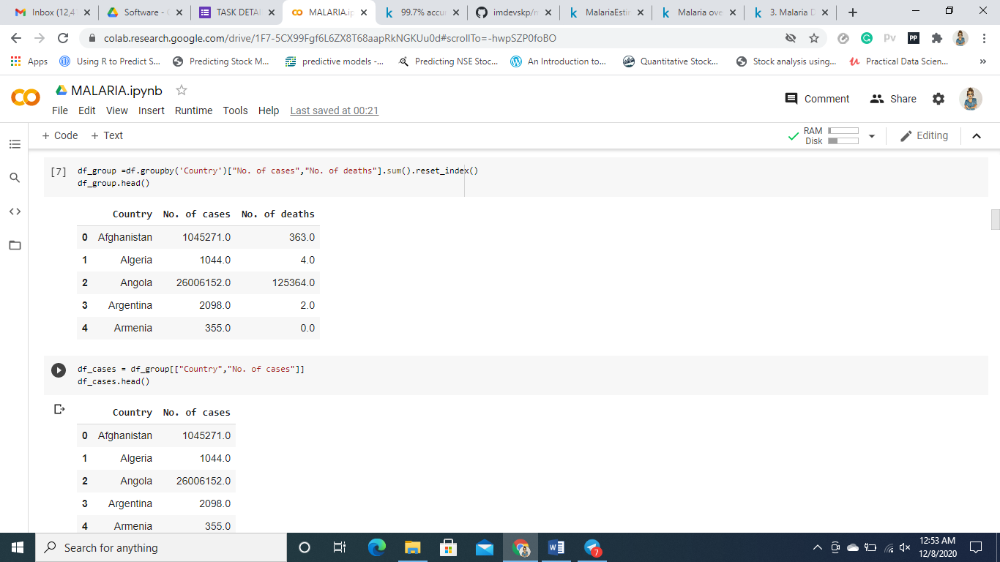 Inbox (12,4
Software - G
TASK DETAI
MALARIA.ip
99.7% accu
imdevskp/m
MalariaEstin
Malaria ove
3. Malaria D
colab.research.google.com/drive/1F7-5CX99Fgf6L6ZX8T68aapRkNGKUu0d#scrollTo=-hwpSZP0foBO
Apps
Using R to Predict S...
Predicting Stock M...
predictive models -...
Predicting NSE Stoc...
An Introduction to...
Quantitative Stock...
Stock analysis using...
Practical Data Scien...
»
MALARIA.ipynb
Comment
Share
File Edit View Insert Runtime Tools Help Last saved at 00:21
+ Code + Text
RAM
Disk
Editing
[7] df_group =df.groupby('Country')["No. of cases","No. of deaths"].sum().reset_index()
df_group.head()
Country No. of cases No. of deaths
0 Afghanistan 1045271.0 363.0
1 Algeria 1044.0 4.0
2 Angola 26006152.0 125364.0
3 Argentina 2098.0 2.0
4 Armenia 355.0 0.0
df_cases = df_group[["Country","No. of cases"]]
df_cases.head()
Country No. of cases
0 Afghanistan 1045271.0
1 Algeria 1044.0
2 Angola 26006152.0
3 Argentina 2098.0
4 Armenia 355.0
Search for anything
7
12:53 AM
12/8/2020